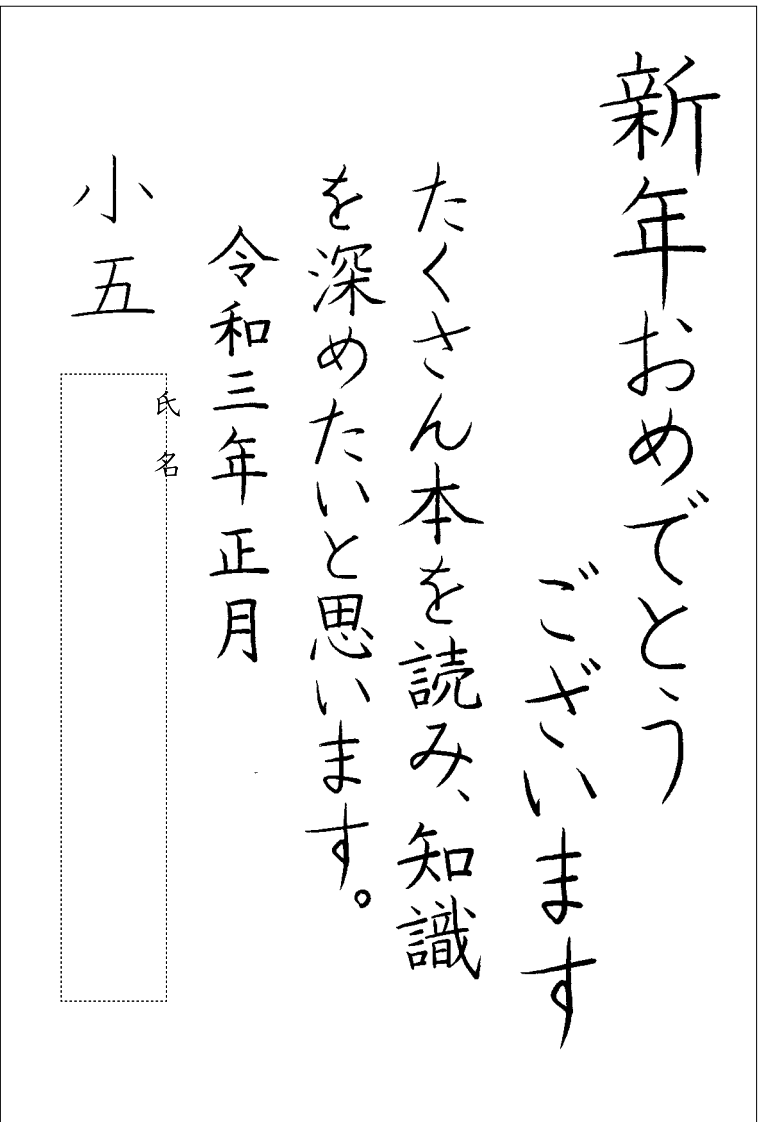 新年おめでとう
ございます
たくさん本を読み、知識
を深めたいと思います。
令和三年正月
小五
氏名